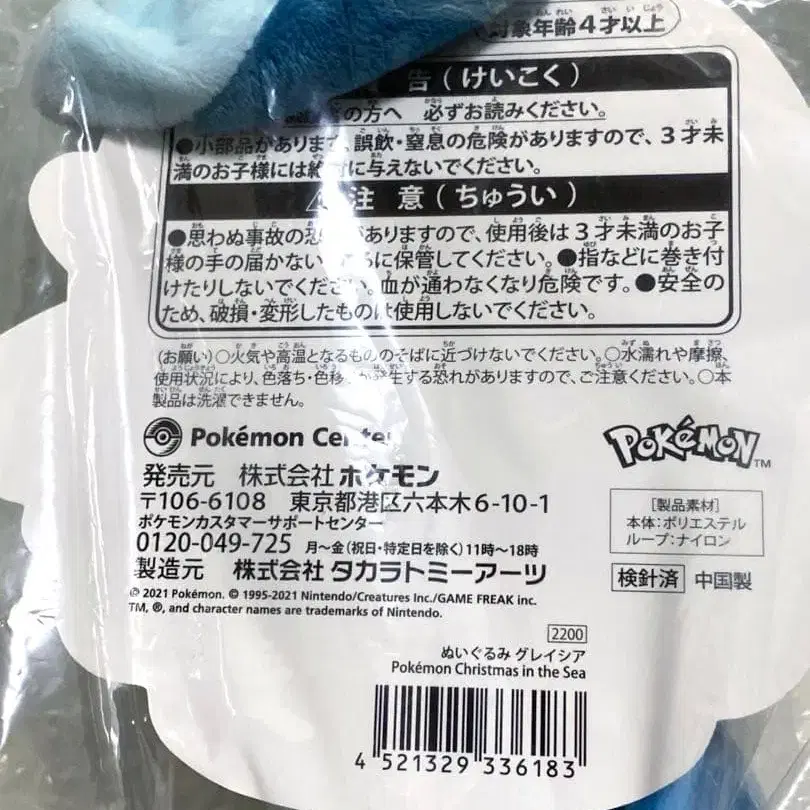 対象年齢4才以上
告(けいこく)
の方へ 必ずお読みください。
●小部品があります。誤飲・窒息の危険がありますので、3才未
満のお子様には絶対に与えないでください。
注 意(ちゅうい)
●思わぬ事故の恐れがありますので、使用後は3才未満のお子
様の手の届かないところに保管してください。●指などに巻き付
けたりしないでください。血が通わなくなり危険です。●安全の
ため、破損・変形したものは使用しないでください。
(お願い)○火気や高温となるもののそばに近づけないでください。○水濡れや摩擦、
使用状況により、色落ち・色移りが発生する恐れがありますので、ご注意ください。○本
製品は洗濯できません。
Pokémon Center
POKéMON TM
発売元 株式会社 ポケモン
〒106-6108 東京都港区六本木6-10-1
ポケモンカスタマーサポートセンター
0120-049-725 月〜金(祝日・特定日を除く)11時〜18時
製造元 株式会社 タカラトミーアーツ
[製品素材]
本体:ポリエステル
ループ:ナイロン
検針済 中国製
© 2021 Pokémon. © 1995-2021 Nintendo/Creatures Inc./GAME FREAK inc.
TM, ®, and character names are trademarks of Nintendo.
2200
ぬいぐるみ グレイシア
Pokémon Christmas in the Sea
4 521329 336183